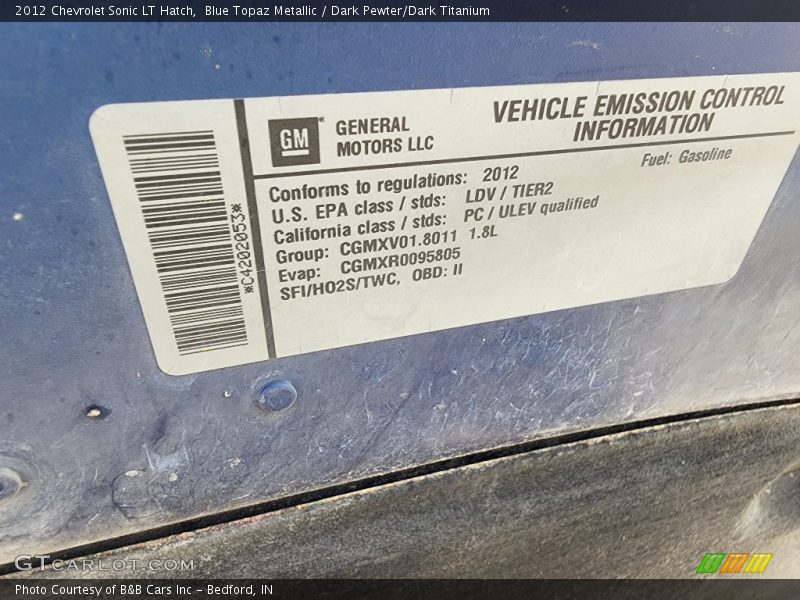 2012 Chevrolet Sonic LT Hatch,  Blue Topaz Metallic / Dark Pewter/Dark Titanium
*C4202053*
GM
GENERAL
MOTORS LLC
VEHICLE EMISSION CONTROL
INFORMATION
Fuel: Gasoline
Conforms to regulations: 2012
U.S. EPA class / stds: LDV / TIER2
California class / stds: PC / ULEV qualified
Group: CGMXV01.8011 1.8L
Evap: CGMXR0095805
SFI/HO2S/TWC, OBD: II
GTCARLOT.COM
Photo Courtesy of B&B Cars Inc - Bedford, IN